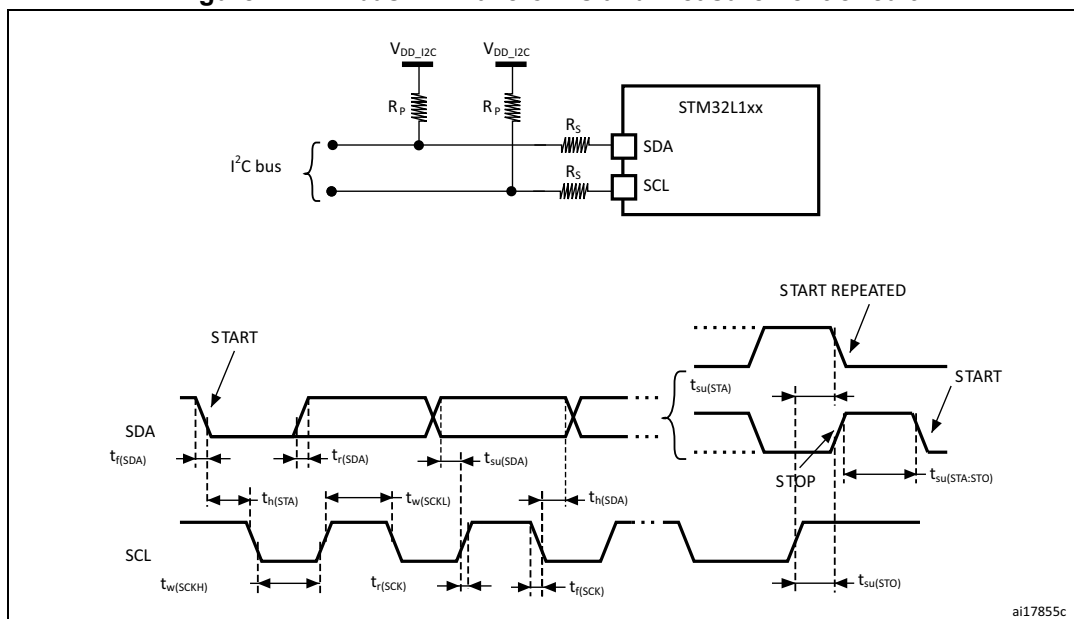 V_DD_I2C V_DD_I2C
R_P R_P
STM32L1xx
R_S
SDA
I²C bus
R_S
SCL
START REPEATED
START
t_su(STA)
START
SDA
t_f(SDA)
t_r(SDA)
t_su(SDA)
STOP
t_su(STA:STO)
t_h(STA)
t_w(SCKL)
t_h(SDA)
SCL
t_w(SCKH)
t_r(SCK)
t_f(SCK)
t_su(STO)
ai17855c